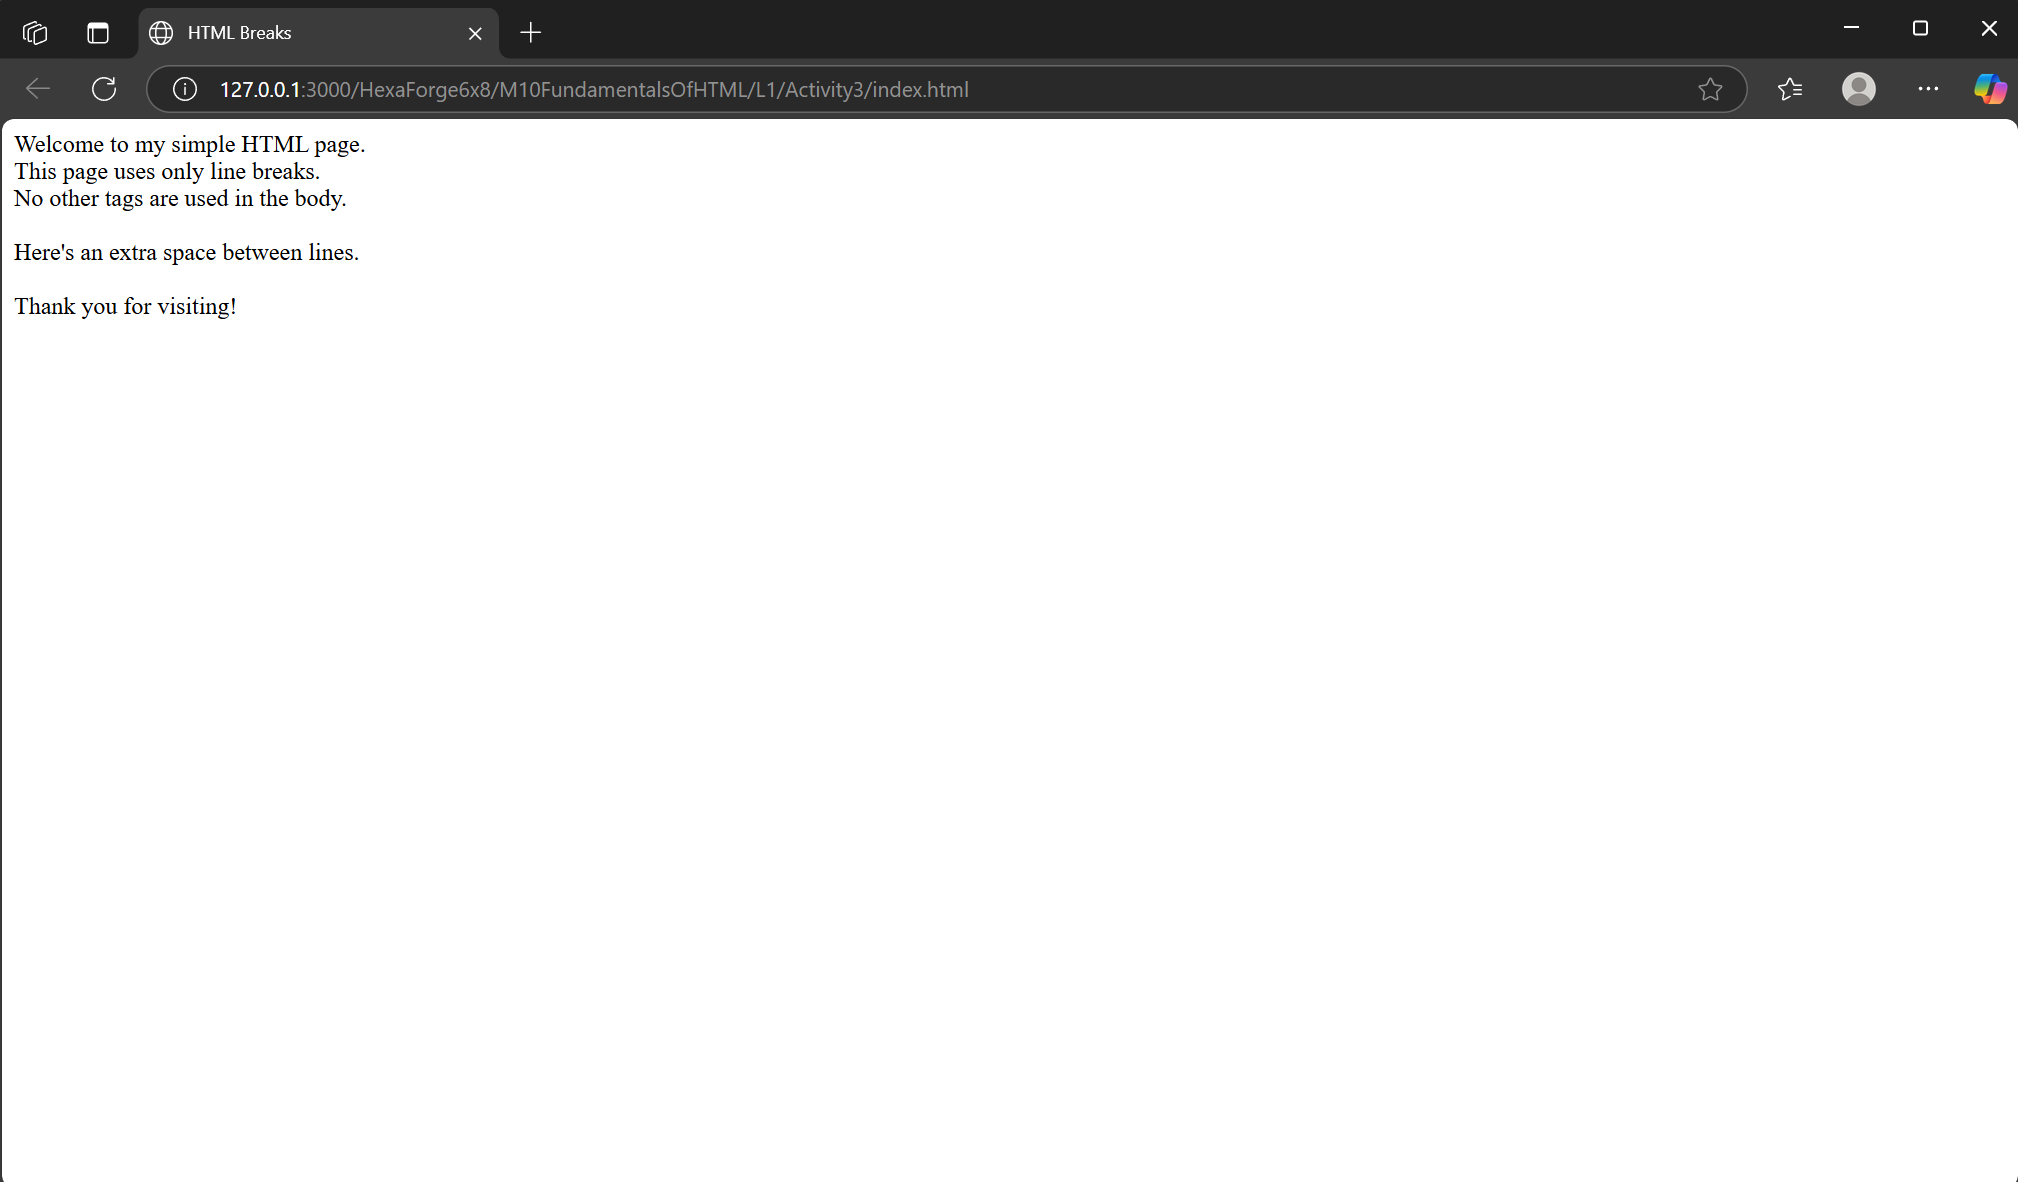 HTML Breaks
127.0.0.1:3000/HexaForge6x8/M10FundamentalsOfHTML/L1/Activity3/index.html
Welcome to my simple HTML page.
This page uses only line breaks.
No other tags are used in the body.
Here's an extra space between lines.
Thank you for visiting!